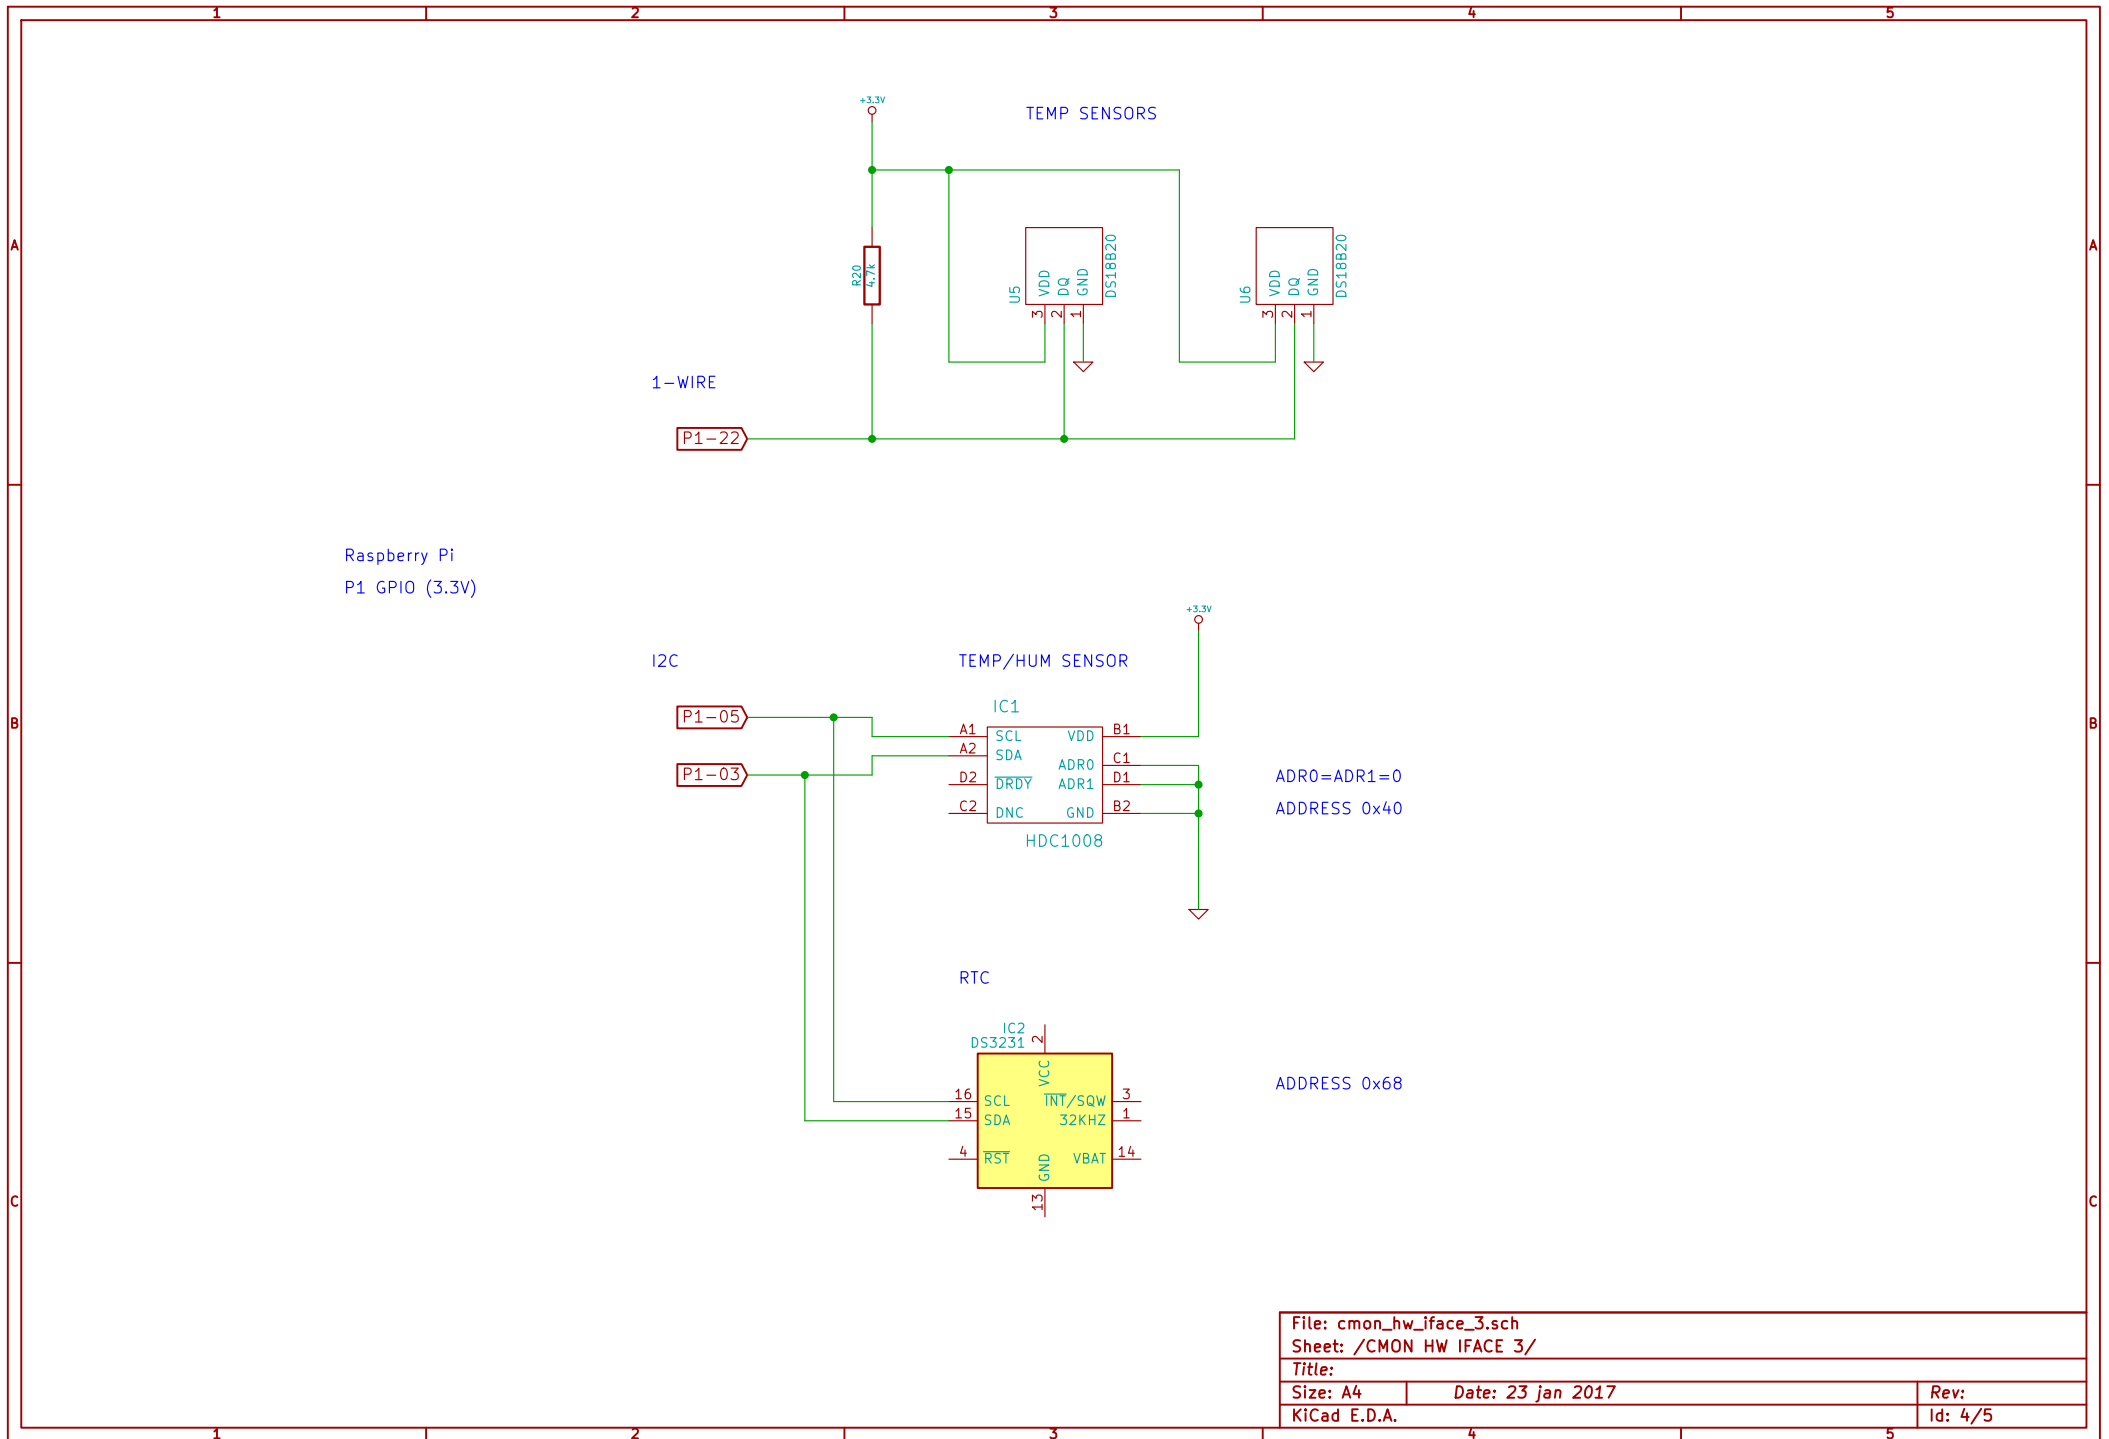 1 2 3 4 5
+3.3V
TEMP SENSORS
A A
R20
4.7k
U5
VDD
DQ
GND
DS18B20
3 2 1
U6
VDD
DQ
GND
DS18B20
3 2 1
1-WIRE
P1-22
Raspberry Pi
P1 GPIO (3.3V)
+3.3V
I2C
TEMP/HUM SENSOR
IC1
B B
P1-05
P1-03
A1 SCL VDD B1
A2 SDA
ADR0 C1
D2 DRDY ADR1 D1
C2 DNC GND B2
HDC1008
ADR0=ADR1=0
ADDRESS 0x40
RTC
IC2
DS3231
2
VCC
ADDRESS 0x68
16 SCL INT/SQW 3
15 SDA 32KHZ 1
4 RST VBAT 14
GND
13
C C
File: cmon_hw_iface_3.sch
Sheet: /CMON HW IFACE 3/
Title:
Size: A4 Date: 23 jan 2017 Rev:
KiCad E.D.A. Id: 4/5
1 2 3 4 5